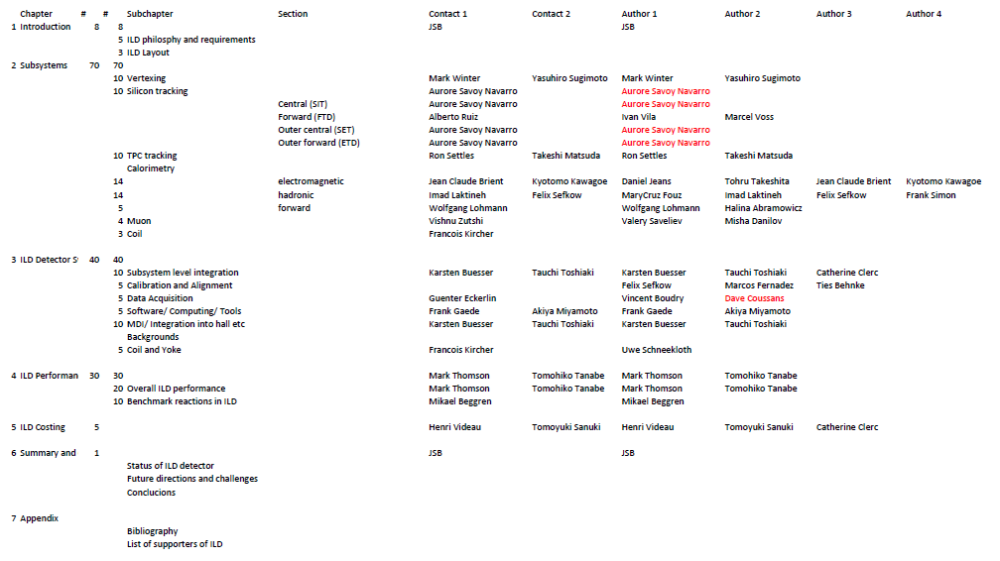 Chapter # # Subchapter Section Contact 1 Contact 2 Author 1 Author 2 Author 3 Author 4
1 Introduction 8 8 JSB JSB
5 ILD philosphy and requirements
3 ILD Layout
2 Subsystems 70 70
10 Vertexing Mark Winter Yasuhiro Sugimoto Mark Winter Yasuhiro Sugimoto
10 Silicon tracking Aurore Savoy Navarro Aurore Savoy Navarro
Central (SIT) Aurore Savoy Navarro Aurore Savoy Navarro
Forward (FTD) Alberto Ruiz Ivan Vila Marcel Voss
Outer central (SET) Aurore Savoy Navarro Aurore Savoy Navarro
Outer forward (ETD) Aurore Savoy Navarro Aurore Savoy Navarro
10 TPC tracking Ron Settles Takeshi Matsuda Ron Settles Takeshi Matsuda
Calorimetry
14 electromagnetic Jean Claude Brient Kyotomo Kawagoe Daniel Jeans Tohru Takeshita Jean Claude Brient Kyotomo Kawagoe
14 hadronic Imad Laktineh Felix Sefkow MaryCruz Fouz Imad Laktineh Felix Sefkow Frank Simon
5 forward Wolfgang Lohmann Wolfgang Lohmann Halina Abramowicz
4 Muon Vishnu Zutshi Valery Saveliev Misha Danilov
3 Coil Francois Kircher
3 ILD Detector S 40 40
10 Subsystem level integration Karsten Buesser Tauchi Toshiaki Karsten Buesser Tauchi Toshiaki Catherine Clerc
5 Calibration and Alignment Felix Sefkow Marcos Fernadez Ties Behnke
5 Data Acquisition Guenter Eckerlin Vincent Boudry Dave Coussans
5 Software/ Computing/ Tools Frank Gaede Akiya Miyamoto Frank Gaede Akiya Miyamoto
10 MDI/ Integration into hall etc Karsten Buesser Tauchi Toshiaki Karsten Buesser Tauchi Toshiaki
Backgrounds
5 Coil and Yoke Francois Kircher Uwe Schneekloth
4 ILD Performan 30 30 Mark Thomson Tomohiko Tanabe Mark Thomson Tomohiko Tanabe
20 Overall ILD performance Mark Thomson Tomohiko Tanabe Mark Thomson Tomohiko Tanabe
10 Benchmark reactions in ILD Mikael Beggren Mikael Beggren
5 ILD Costing 5 Henri Videau Tomoyuki Sanuki Henri Videau Tomoyuki Sanuki Catherine Clerc
6 Summary and 1 JSB JSB
Status of ILD detector
Future directions and challenges
Conclucions
7 Appendix
Bibliography
List of supporters of ILD